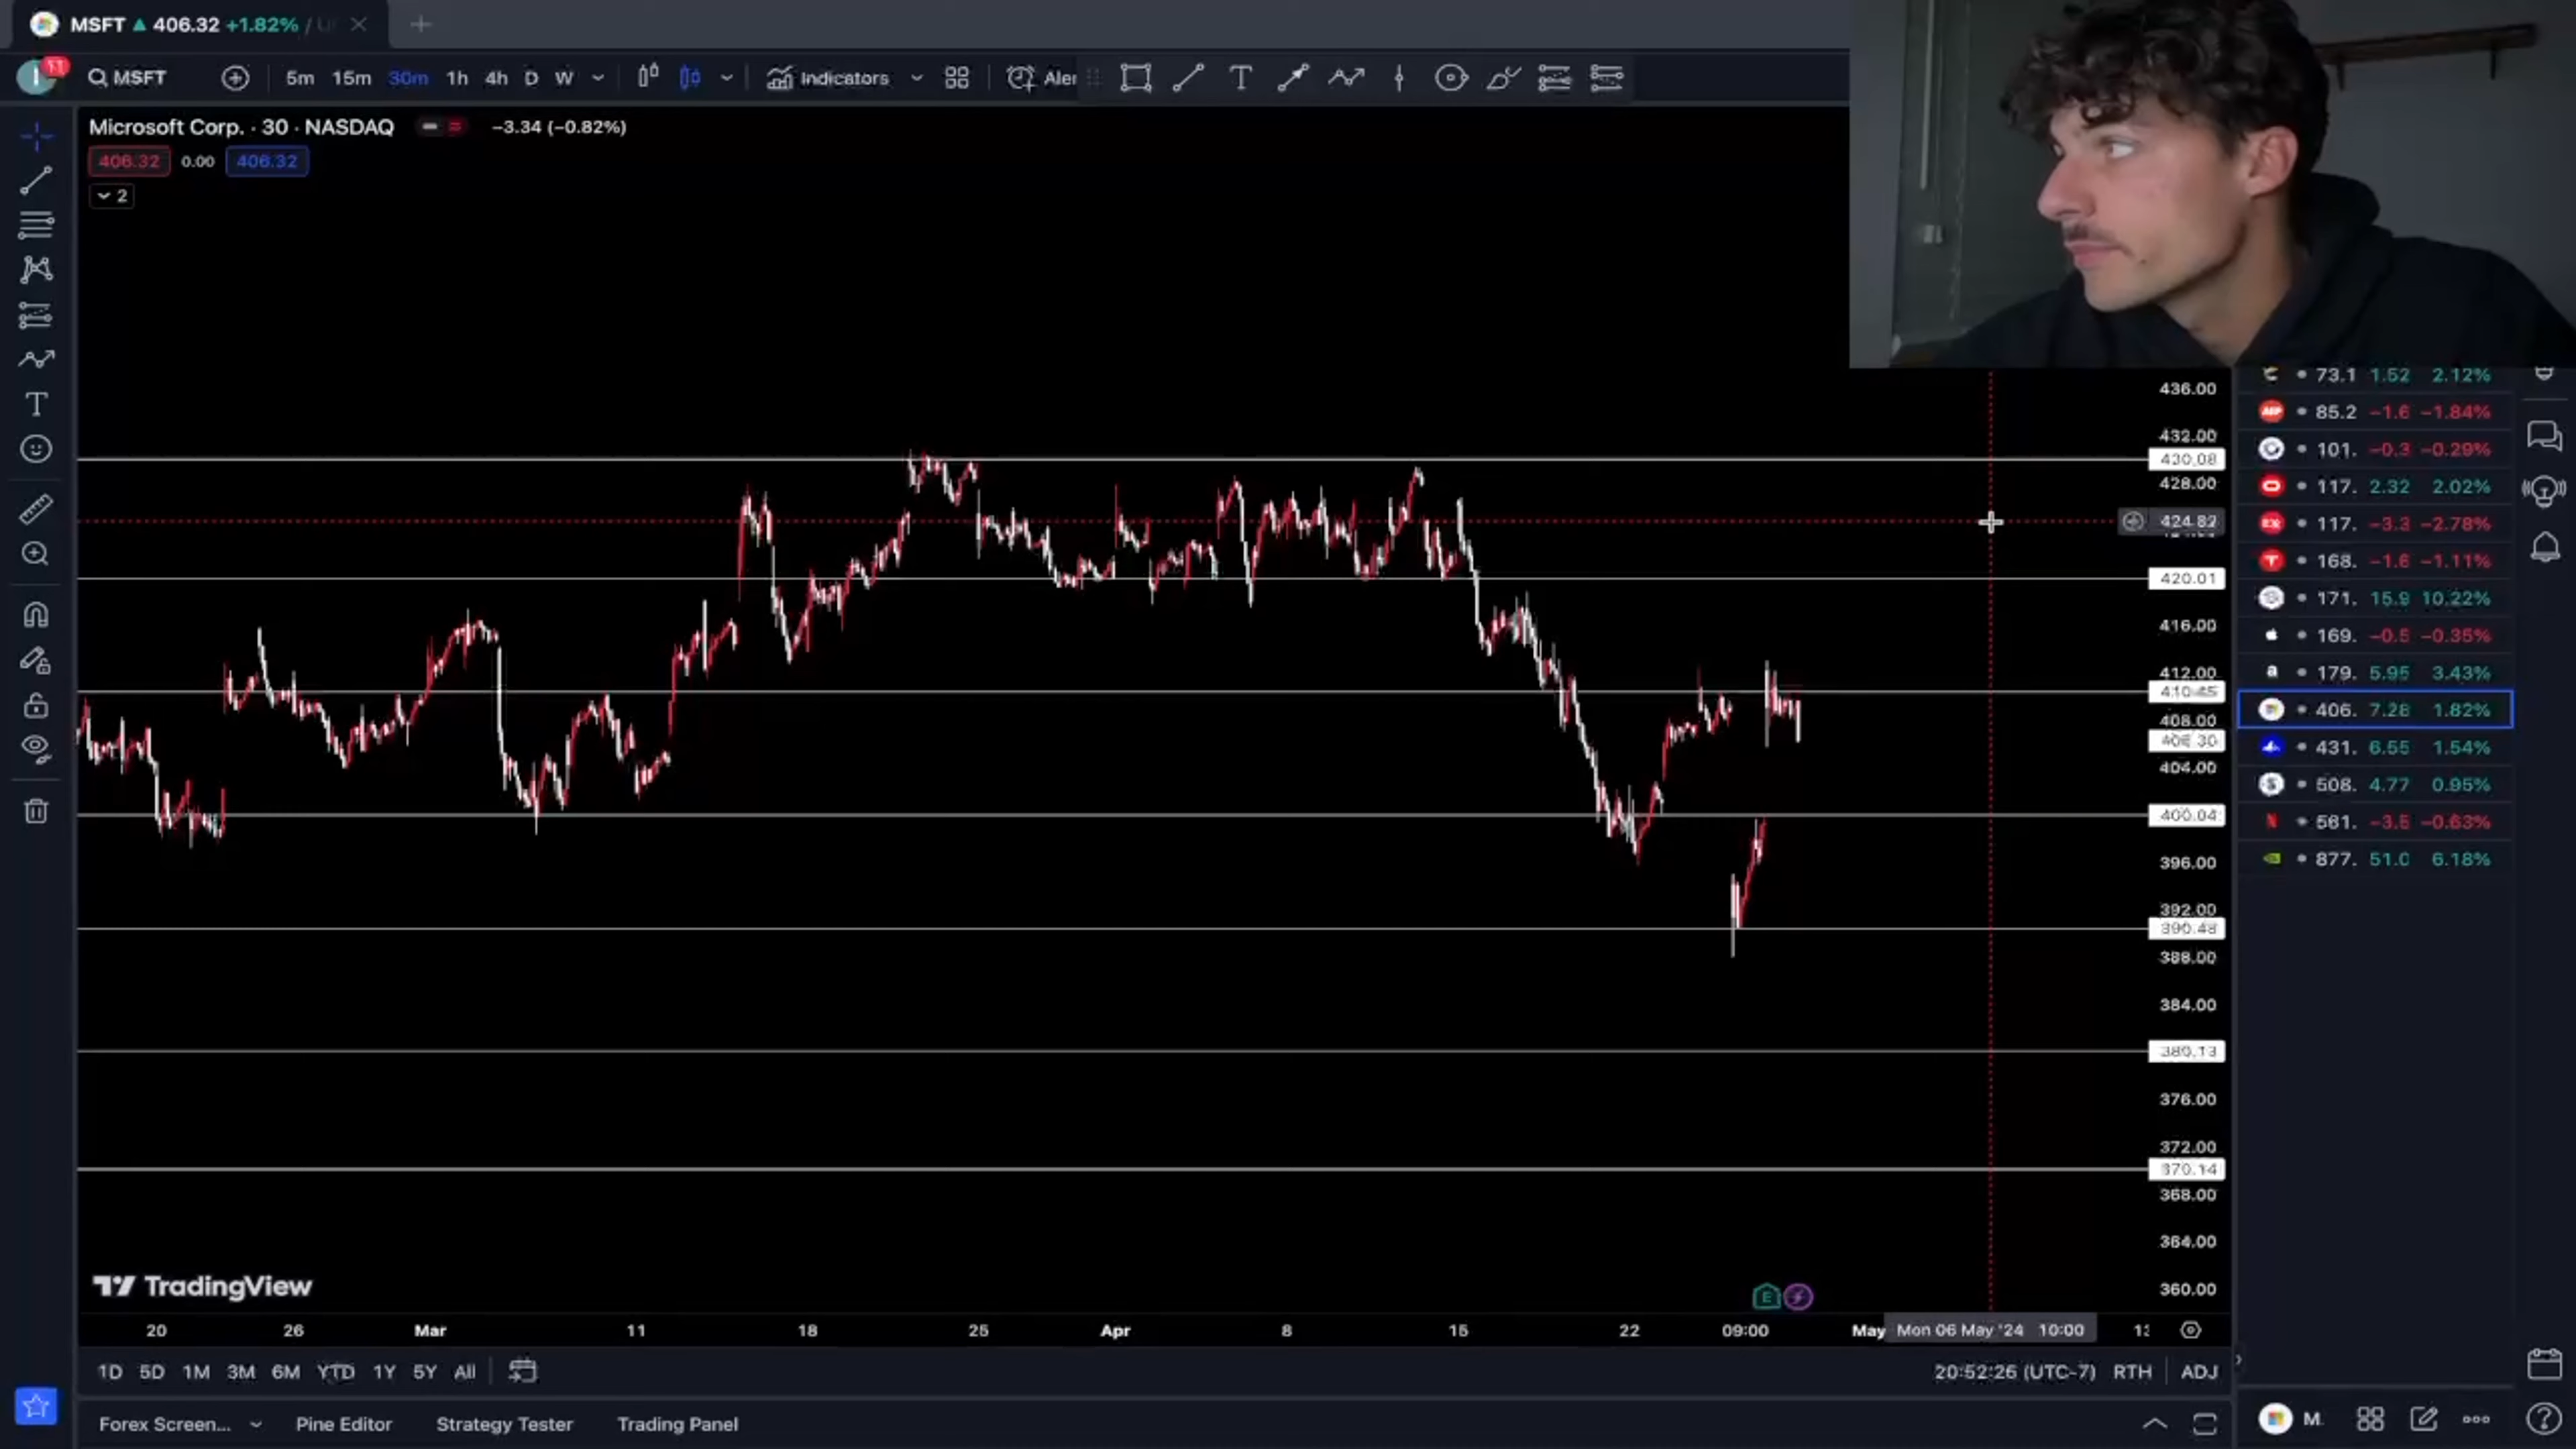 MSFT ▲ 406.32 +1.82% /
11
MSFT 5m 15m 30m 1h 4h D W Indicators Aler
Microsoft Corp. · 30 · NASDAQ −3.34 (−0.82%)
406.32 0.00 406.32
2
436.00
432.00
430.08
428.00
424.82
420.01
416.00
412.00
410.45
408.00
406.30
404.00
400.04
396.00
392.00
390.48
388.00
384.00
380.13
376.00
372.00
370.14
368.00
364.00
360.00
73.1 1.52 2.12%
AEP 85.2 −1.6 −1.84%
101. −0.3 −0.29%
117. 2.32 2.02%
117. −3.3 −2.78%
T 168. −1.6 −1.11%
171. 15.9 10.22%
169. −0.5 −0.35%
a 179. 5.95 3.43%
406. 7.28 1.82%
431. 6.55 1.54%
508. 4.77 0.95%
N 561. −3.5 −0.63%
877. 51.0 6.18%
TradingView
E
20 26 Mar 11 18 25 Apr 8 15 22 09:00 May Mon 06 May '24 10:00
1D 5D 1M 3M 6M YTD 1Y 5Y All 20:52:26 (UTC-7) RTH ADJ
Forex Screen... Pine Editor Strategy Tester Trading Panel M.